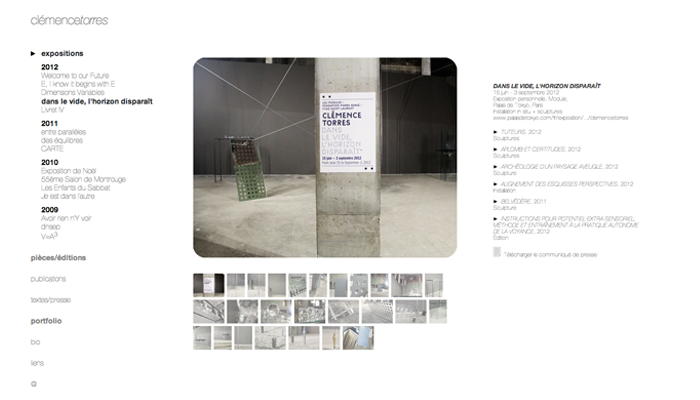 clémencetorres
► expositions
2012
Welcome to our Future
E, I know it begins with E
Dimensions Variables
dans le vide, l'horizon disparaît
Livret IV
2011
entre parallèles
des équilibres
CARTE
2010
Exposition de Noël
55ème Salon de Montrouge
Les Enfants du Sabbat
Je est dans l'autre
2009
Avoir rien n'Y voir
dnsep
V=A³
pièces/éditions
publications
textes/presse
portfolio
bio
liens
@
CLÉMENCE
TORRES
DANS
LE VIDE,
L'HORIZON
DISPARAÎT
DANS LE VIDE, L'HORIZON DISPARAÎT
15 juin - 3 septembre 2012
Exposition personnelle, Module,
Palais de Tokyo, Paris
Installation in situ + sculptures
www.palaisdetokyo.com/fr/exposition/.../clemencetorres
► TUTEURS, 2012
Sculptures
► APLOMB ET CERTITUDES, 2012
Sculptures
► ARCHÉOLOGIE D'UN PAYSAGE AVEUGLE, 2012
Sculpture
► ALIGNEMENT DES ESQUISSES PERSPECTIVES, 2012
Installation
► BELVÉDÈRE, 2011
Sculpture
► INSTRUCTIONS POUR POTENTIEL EXTRA SENSORIEL,
MÉTHODE ET ENTRAÎNEMENT À LA PRATIQUE AUTONOME
DE LA VOYANCE, 2012
Édition
Télécharger le communiqué de presse